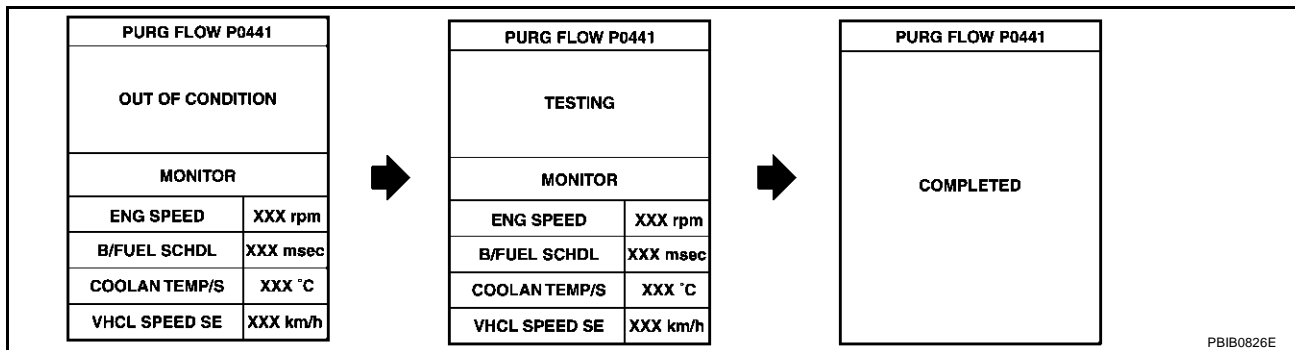 PURG FLOW P0441
OUT OF CONDITION
MONITOR
ENG SPEED XXX rpm
B/FUEL SCHDL XXX msec
COOLAN TEMP/S XXX °C
VHCL SPEED SE XXX km/h
PURG FLOW P0441
TESTING
MONITOR
ENG SPEED XXX rpm
B/FUEL SCHDL XXX msec
COOLAN TEMP/S XXX °C
VHCL SPEED SE XXX km/h
PURG FLOW P0441
COMPLETED
PBIB0826E